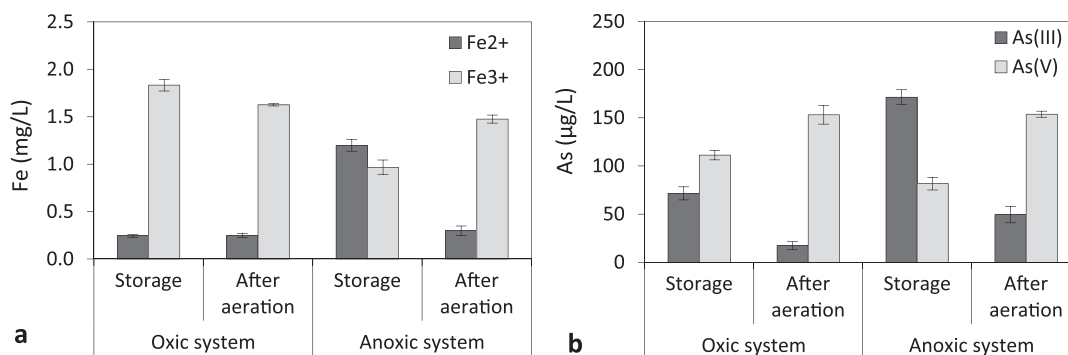 2.5
2.0
1.5
1.0
0.5
0.0
Fe (mg/L)
Fe2+
Fe3+
Storage
After
aeration
Storage
After
aeration
Oxic system
Anoxic system
a
250
200
150
100
50
0
As (µg/L)
As(III)
As(V)
Storage
After
aeration
Storage
After
aeration
Oxic system
Anoxic system
b